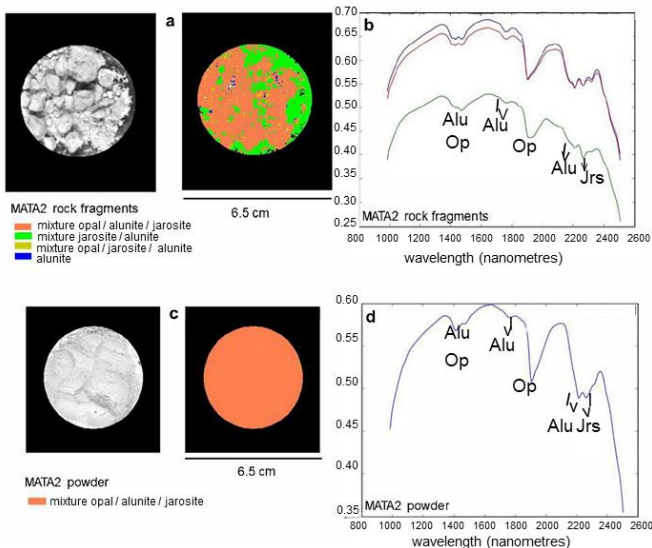 a
b
0.70
0.65
0.60
0.55
0.50
0.45
0.40
0.35
0.30
0.25
Alu
Op
Alu
Op
Alu
Jrs
MATA2 rock fragments
800 1000 1200 1400 1600 1800 2000 2200 2400 2600
wavelength (nanometres)
6.5 cm
MATA2 rock fragments
mixture opal / alunite / jarosite
mixture jarosite / alunite
mixture opal / jarosite / alunite
alunite
c
d
0.60
0.55
0.50
0.45
0.35
Alu
Op
Alu
Op
Alu Jrs
MATA2 powder
800 1000 1200 1400 1600 1800 2000 2200 2400 2600
wavelength (nanometres)
6.5 cm
MATA2 powder
mixture opal / alunite / jarosite